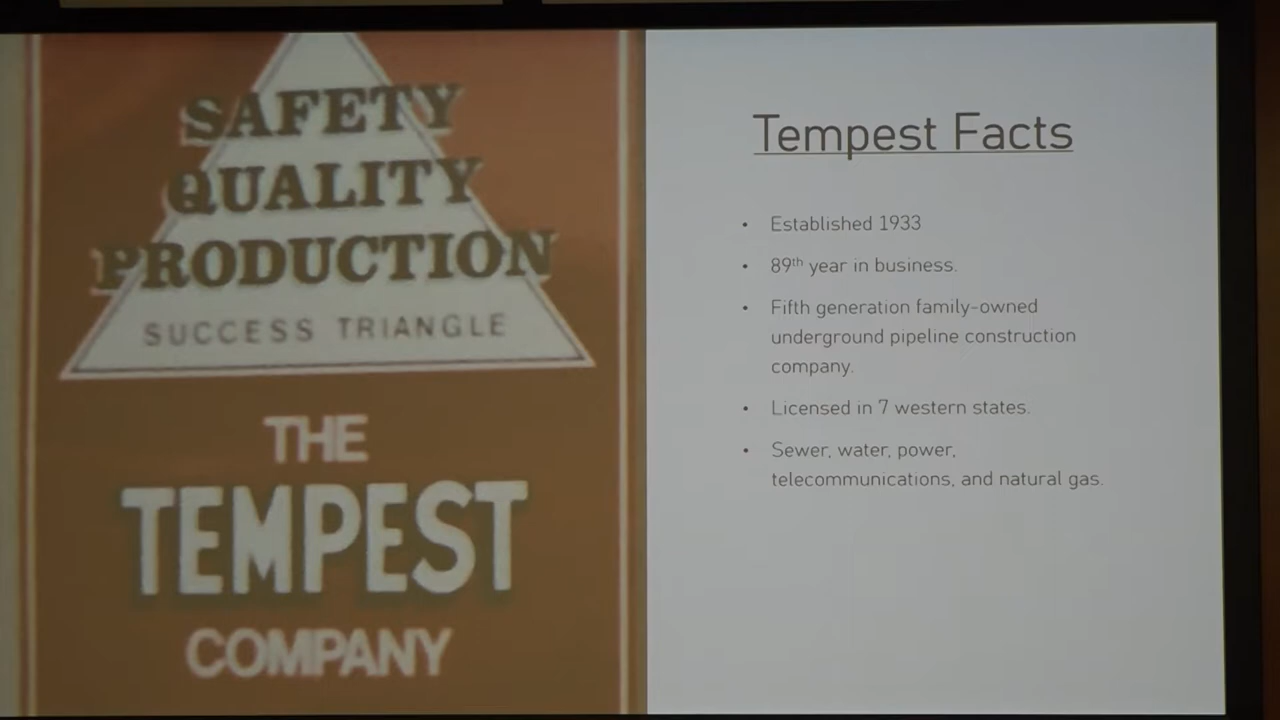 SAFETY
QUALITY
PRODUCTION
SUCCESS TRIANGLE
THE
TEMPEST
COMPANY
Tempest Facts
• Established 1933
• 89th year in business.
• Fifth generation family-owned
underground pipeline construction
company.
• Licensed in 7 western states.
• Sewer, water, power,
telecommunications, and natural gas.